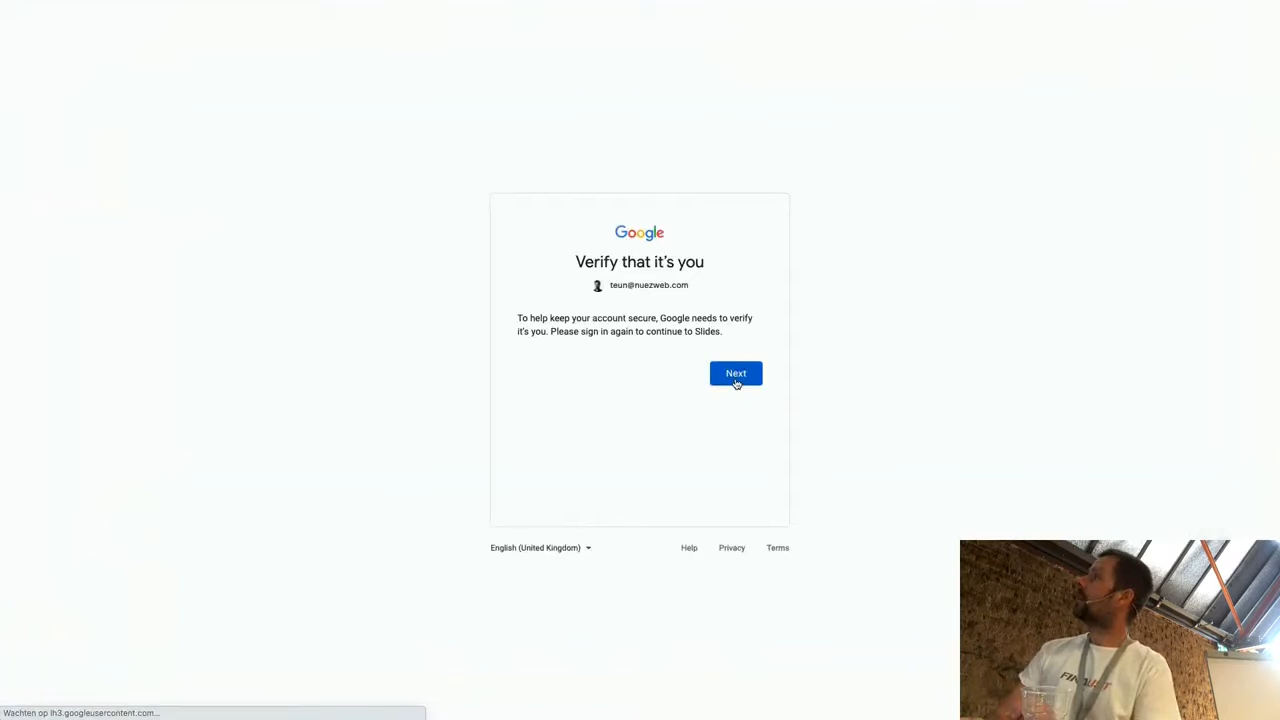 Google
Verify that it's you
teun@nuezweb.com
To help keep your account secure, Google needs to verify
it's you. Please sign in again to continue to Slides.
Next
English (United Kingdom)
Help
Privacy
Terms
FINALIST
Wachten op lh3.googleusercontent.com...